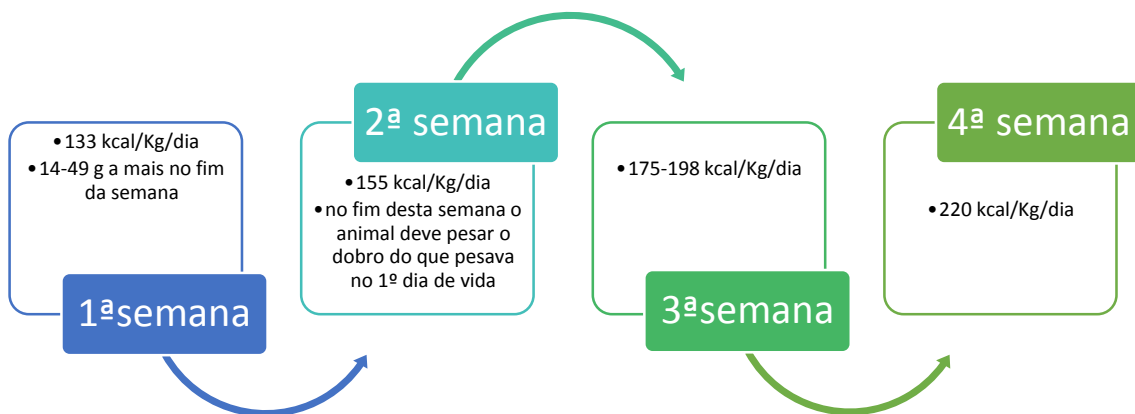 •133 kcal/Kg/dia
•14-49 g a mais no fim
da semana
1ªsemana
2ª semana
•155 kcal/Kg/dia
•no fim desta semana o
animal deve pesar o
dobro do que pesava
no 1º dia de vida
•175-198 kcal/Kg/dia
3ªsemana
4ª semana
•220 kcal/Kg/dia